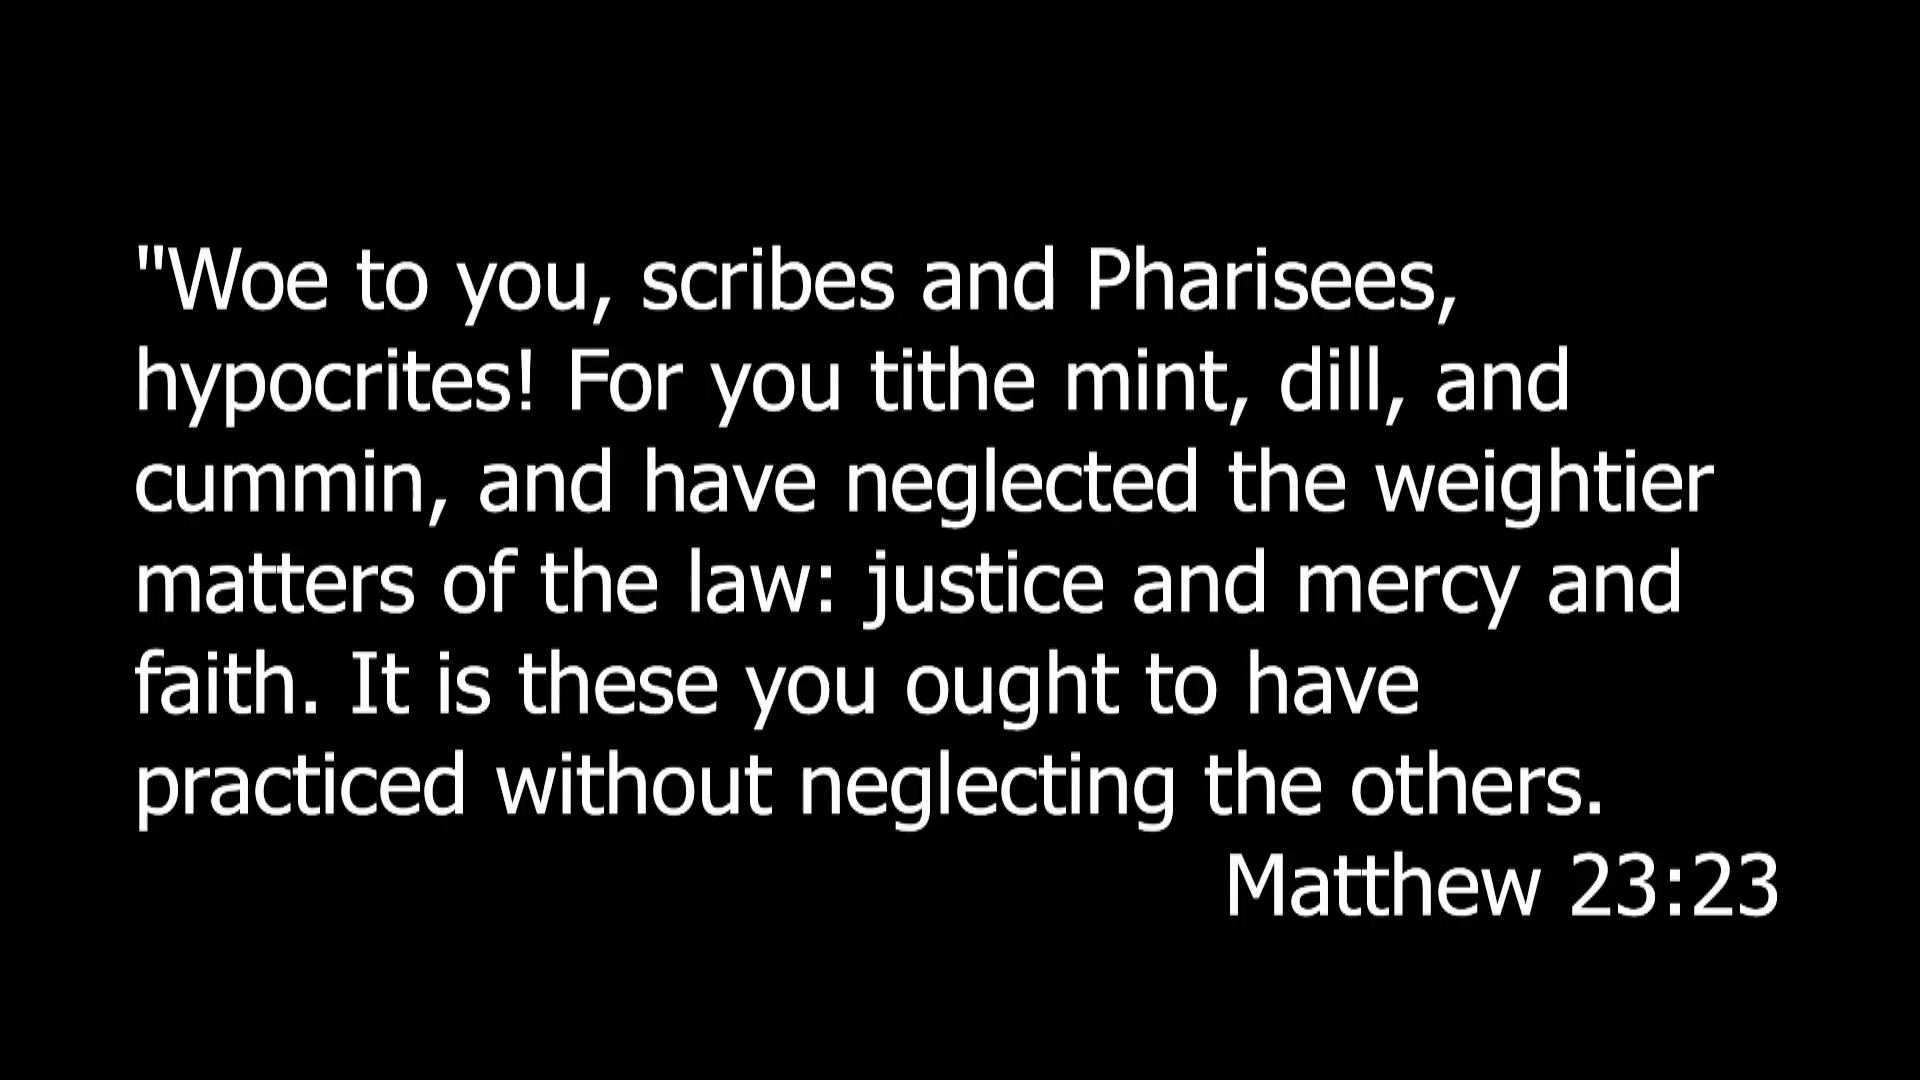 "Woe to you, scribes and Pharisees,
hypocrites! For you tithe mint, dill, and
cummin, and have neglected the weightier
matters of the law: justice and mercy and
faith. It is these you ought to have
practiced without neglecting the others.
Matthew 23:23